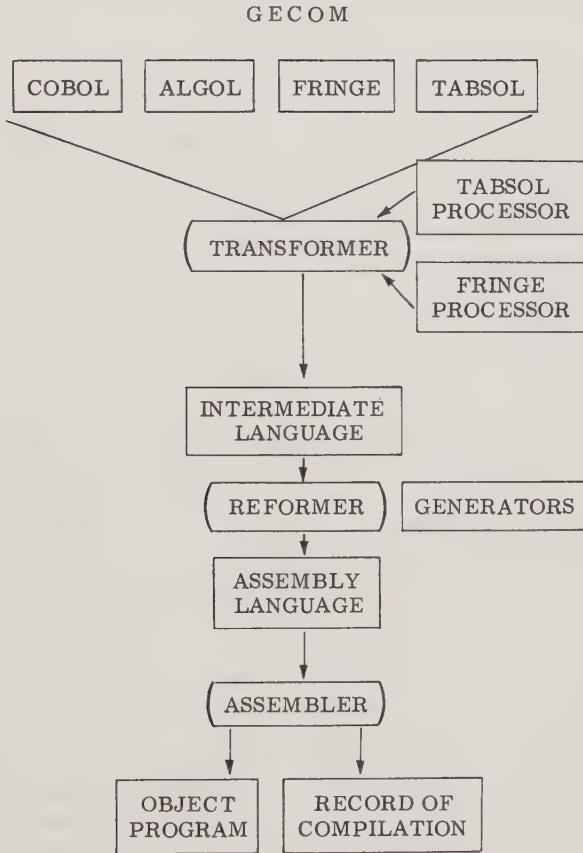 GECOM
COBOL ALGOL FRINGE TABSOL
TABSOL
PROCESSOR
TRANSFORMER
FRINGE
PROCESSOR
INTERMEDIATE
LANGUAGE
REFORMER GENERATORS
ASSEMBLY
LANGUAGE
ASSEMBLER
OBJECT
PROGRAM
RECORD OF
COMPILATION